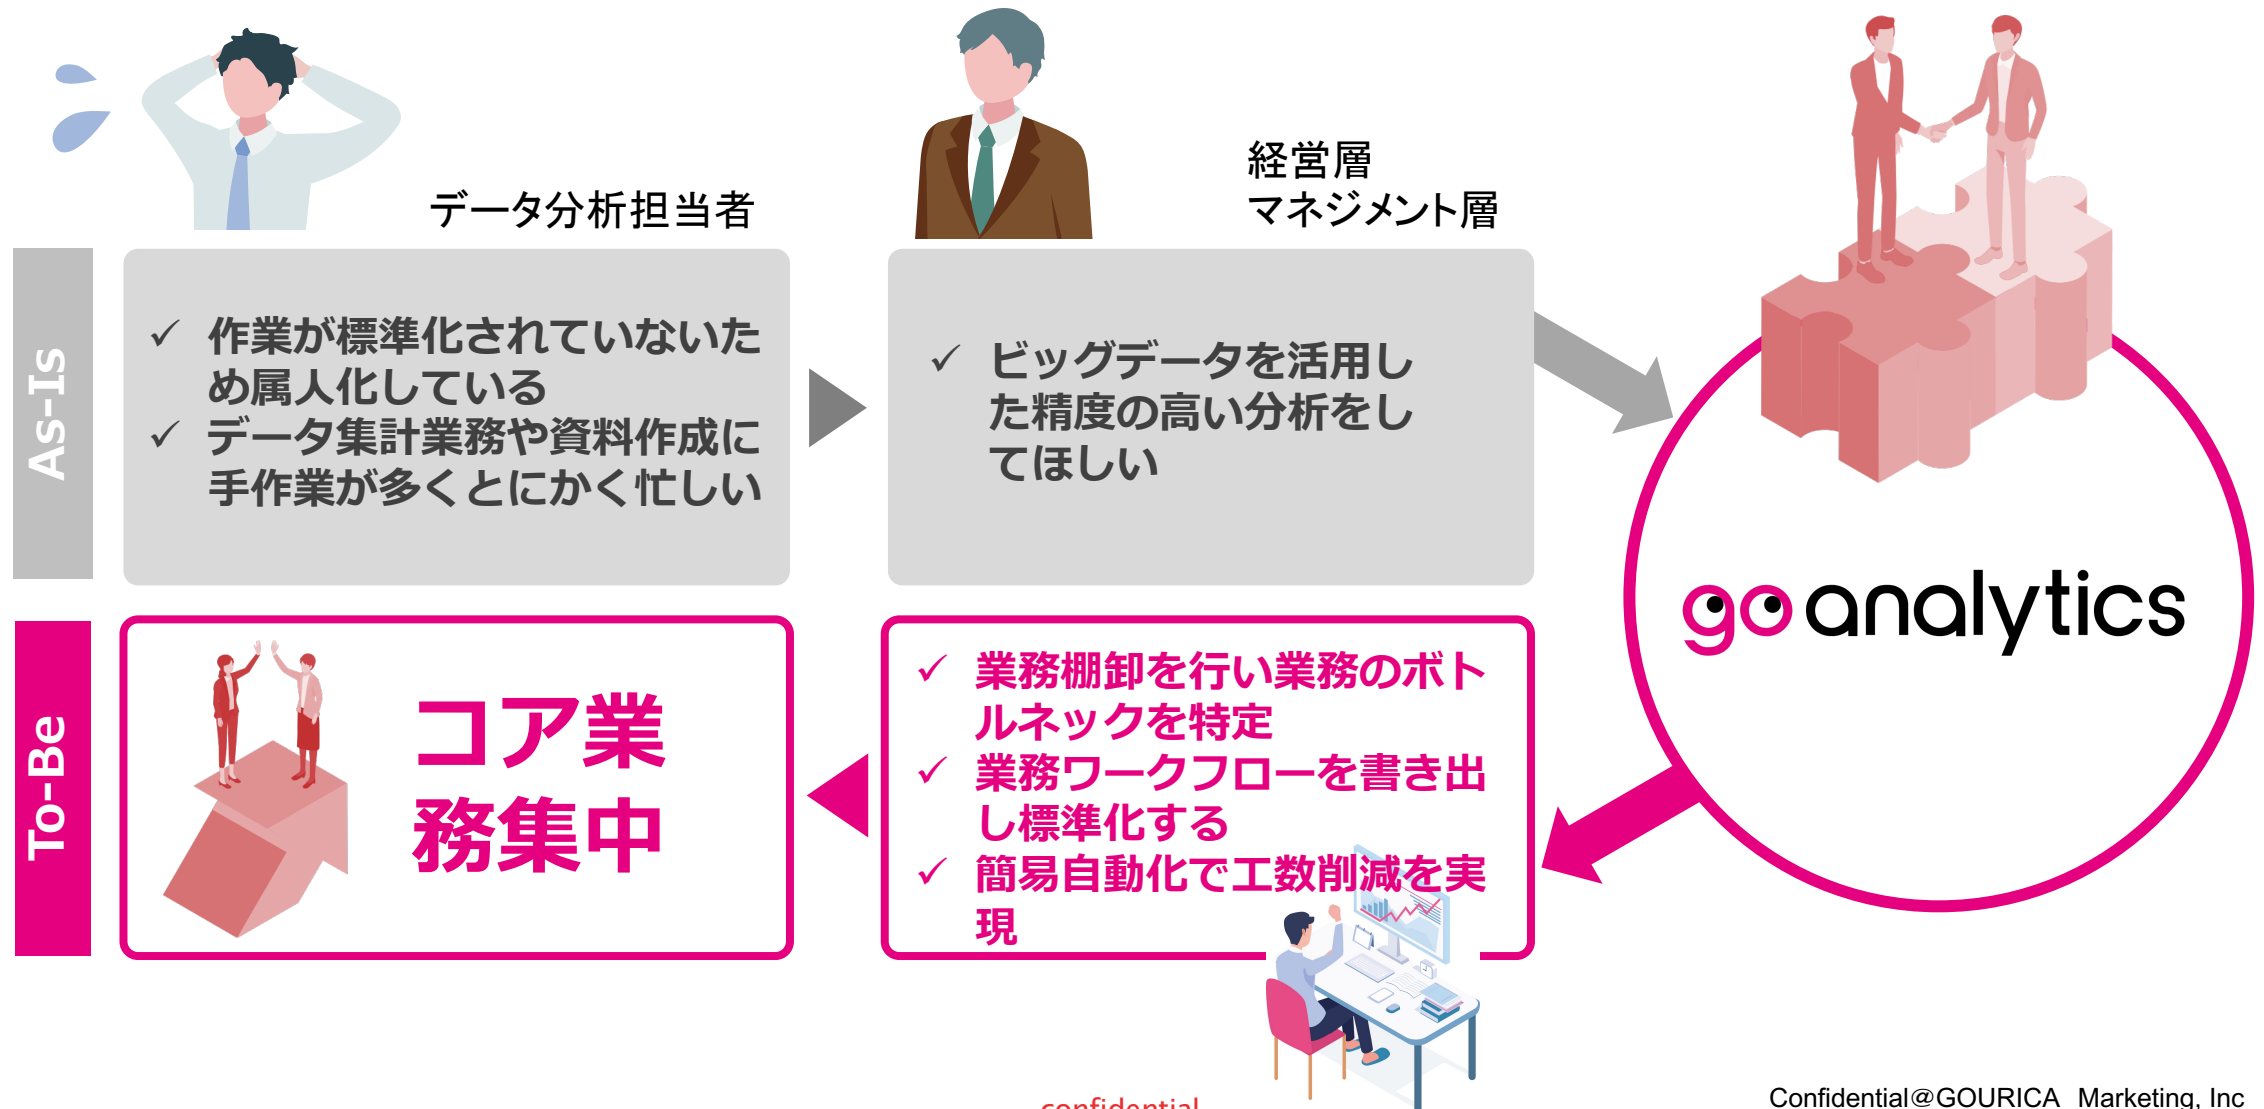 データ分析担当者
経営層
マネジメント層
As-Is
✓ 作業が標準化されていないた
め属人化している
✓ データ集計業務や資料作成に
手作業が多くとにかく忙しい
✓ ビッグデータを活用し
た精度の高い分析をし
てほしい
go analytics
To-Be
コア業
務集中
✓ 業務棚卸を行い業務のボト
ルネックを特定
✓ 業務ワークフローを書き出
し標準化する
✓ 簡易自動化で工数削減を実
現
confidential
Confidential@GOURICA Marketing, Inc